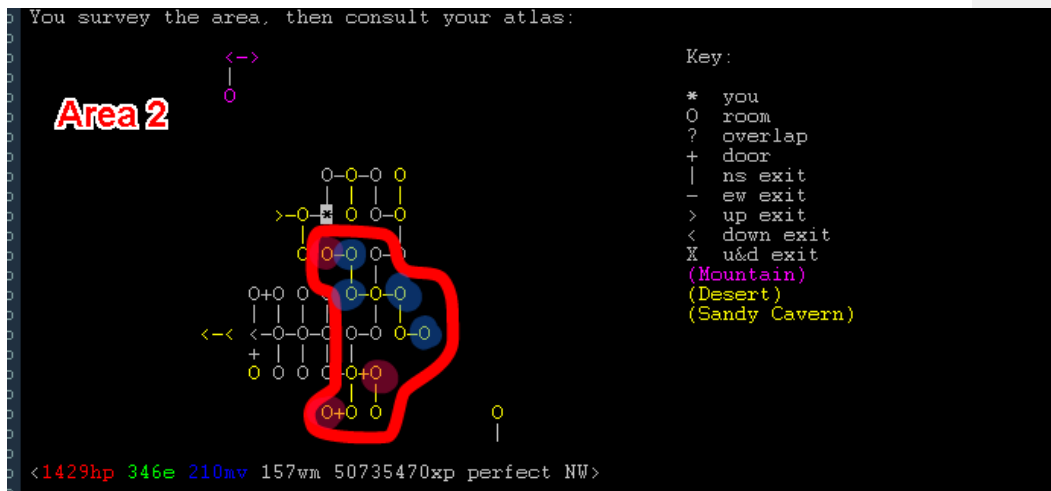 You survey the area, then consult your atlas:
<-> Key:
|
O * you
Area 2 O room
? overlap
+ door
O-O-O O | ns exit
| | | | - ew exit
>-O-* O O-O > up exit
| | < down exit
O O-O O-O X u&d exit
| | (Mountain)
O+O O O O-O-O (Desert)
| | | | | | | (Sandy Cavern)
<-< <-O-O-O O-O O-O
+ | | | |
O O O O-O+O
| |
O+O O O
|
<1429hp 346e 210mv 157wm 50735470xp perfect NW>